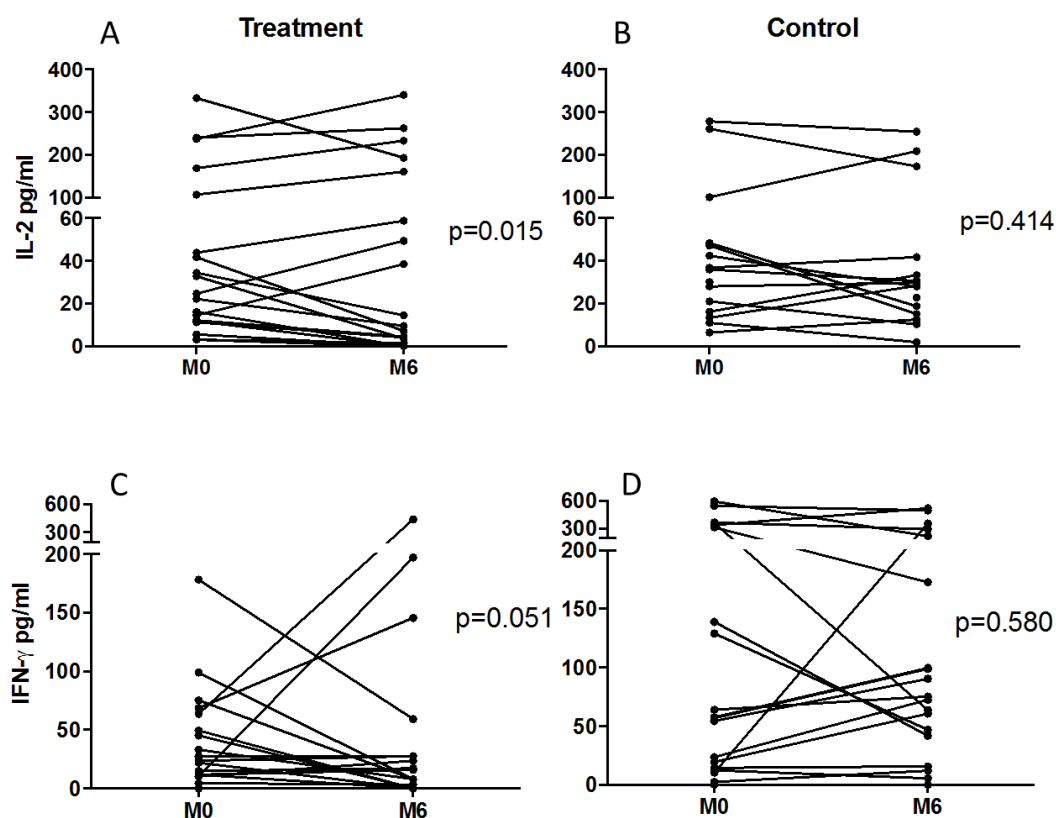 A Treatment
B Control
IL-2 pg/ml
400
300
200
100
60
40
20
0
M0 M6
p=0.015
400
300
200
100
60
40
20
0
M0 M6
p=0.414
C
IFN-γ pg/ml
600
300
200
150
100
50
0
M0 M6
p=0.051
D
600
300
200
150
100
50
0
M0 M6
p=0.580